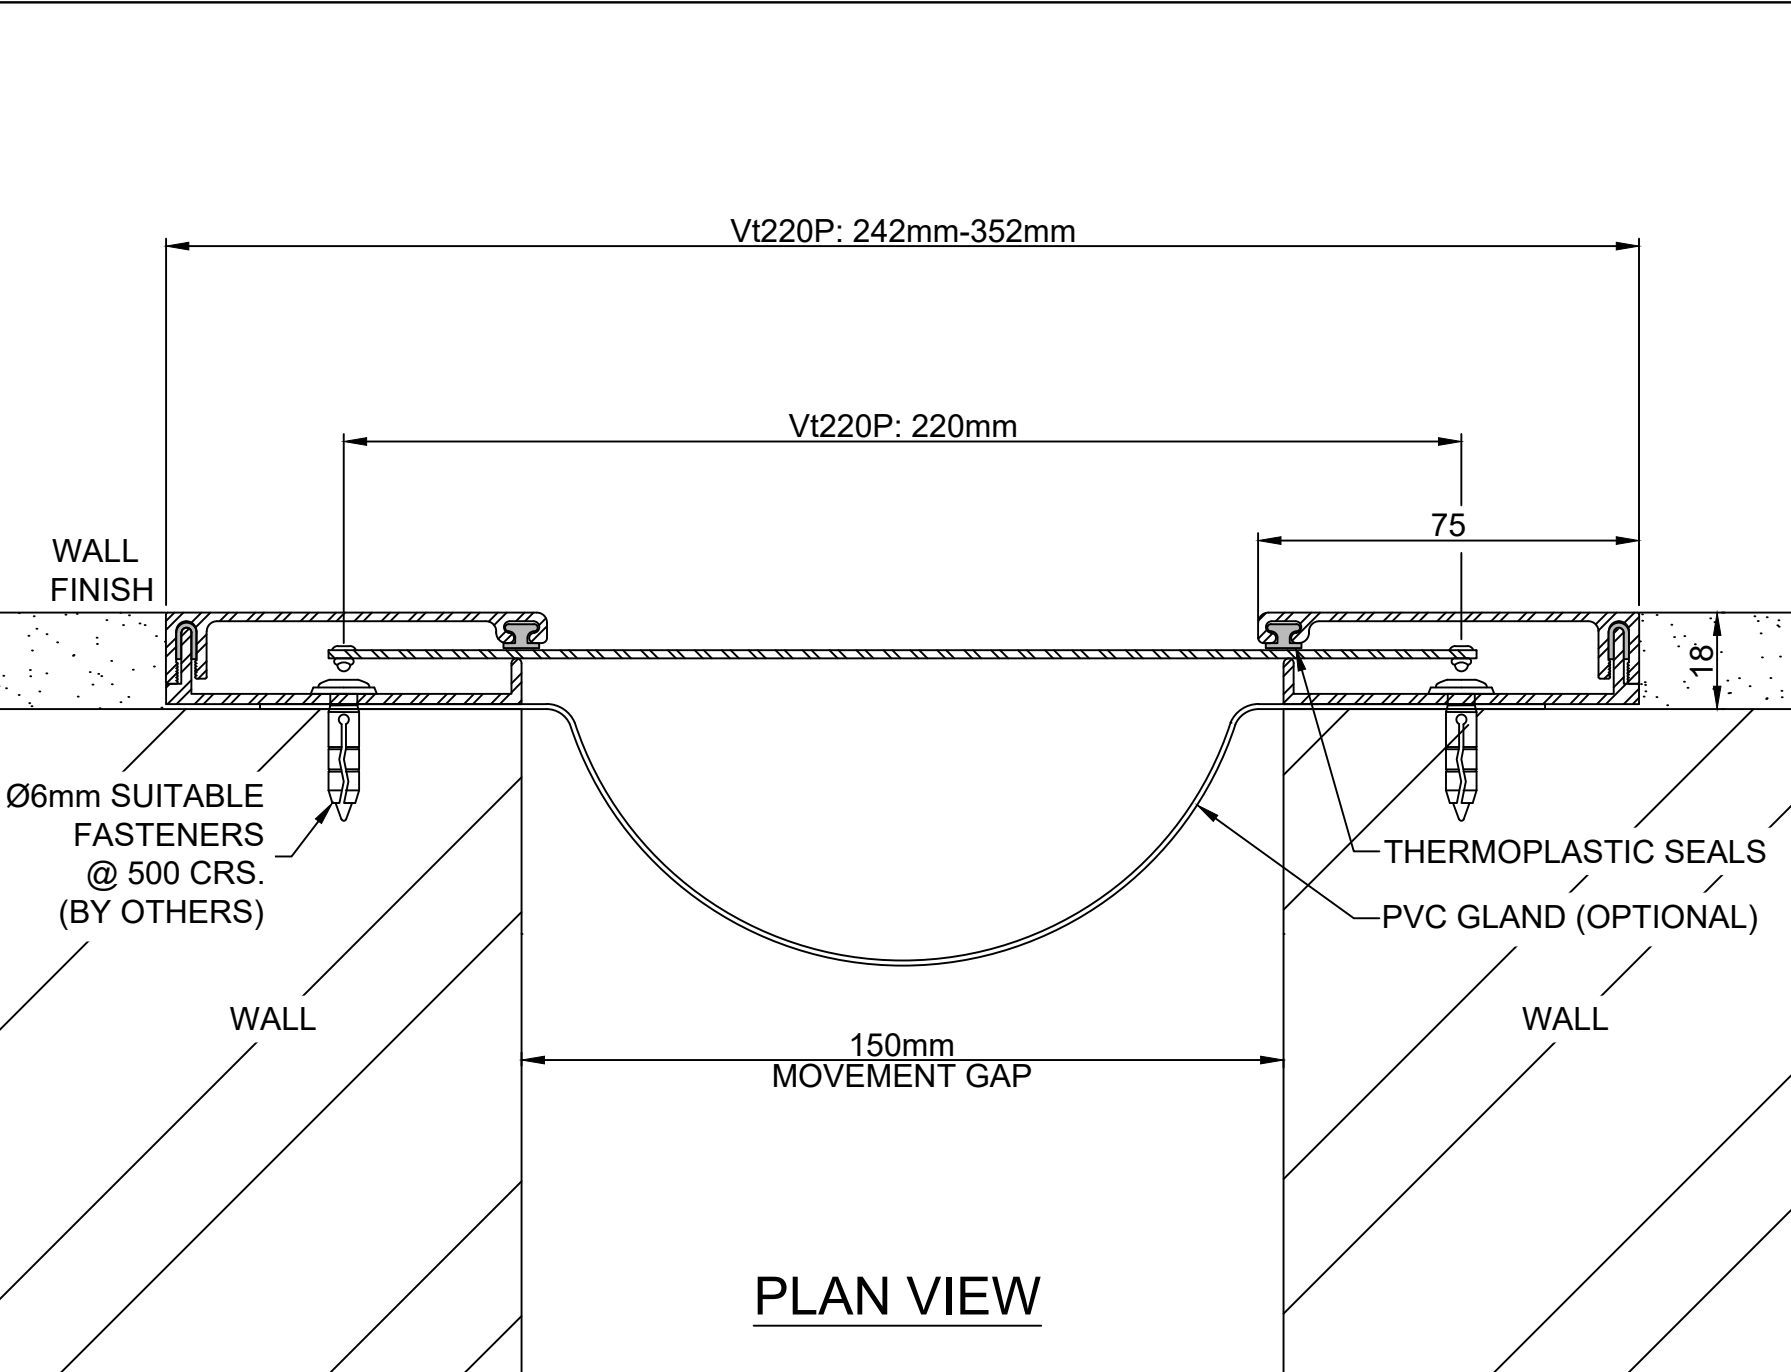 Vt220P: 242mm-352mm
Vt220P: 220mm
75
WALL
FINISH
18
Ø6mm SUITABLE
FASTENERS
@ 500 CRS.
(BY OTHERS)
THERMOPLASTIC SEALS
PVC GLAND (OPTIONAL)
WALL
WALL
150mm
MOVEMENT GAP
PLAN VIEW